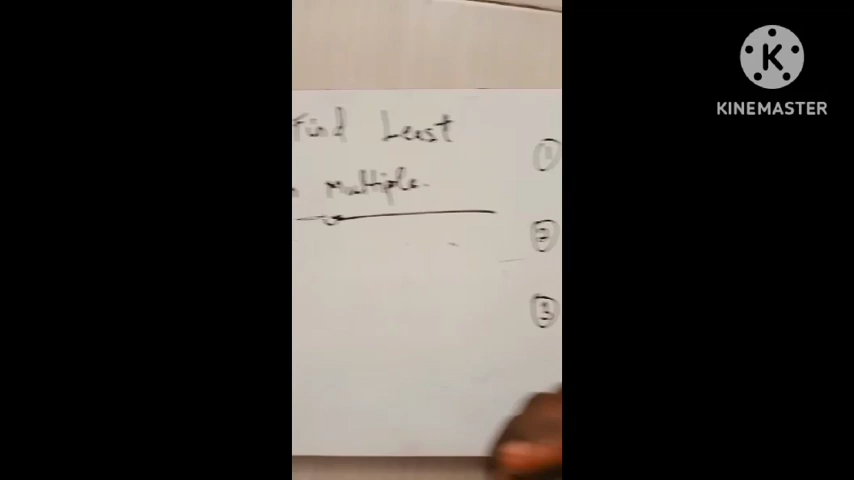 Find Least
n Multiple.
①
②
③
K
KINEMASTER